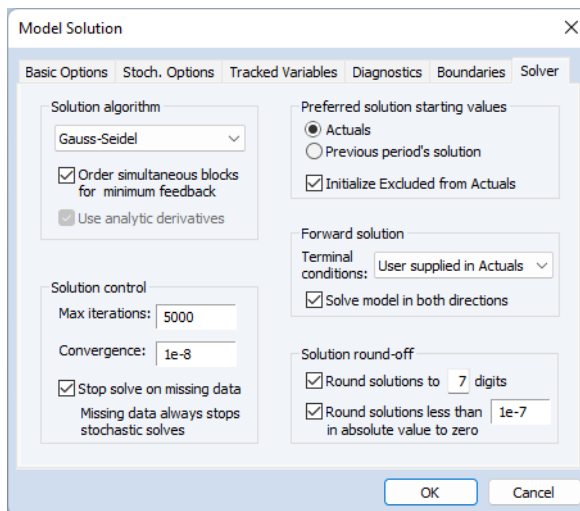 Model Solution
Basic Options
Stoch. Options
Tracked Variables
Diagnostics
Boundaries
Solver
Solution algorithm
Gauss-Seidel
Order simultaneous blocks
for minimum feedback
Use analytic derivatives
Solution control
Max iterations: 5000
Convergence: 1e-8
Stop solve on missing data
Missing data always stops
stochastic solves
Preferred solution starting values
Actuals
Previous period's solution
Initialize Excluded from Actuals
Forward solution
Terminal
conditions: User supplied in Actuals
Solve model in both directions
Solution round-off
Round solutions to 7 digits
Round solutions less than 1e-7
in absolute value to zero
OK
Cancel